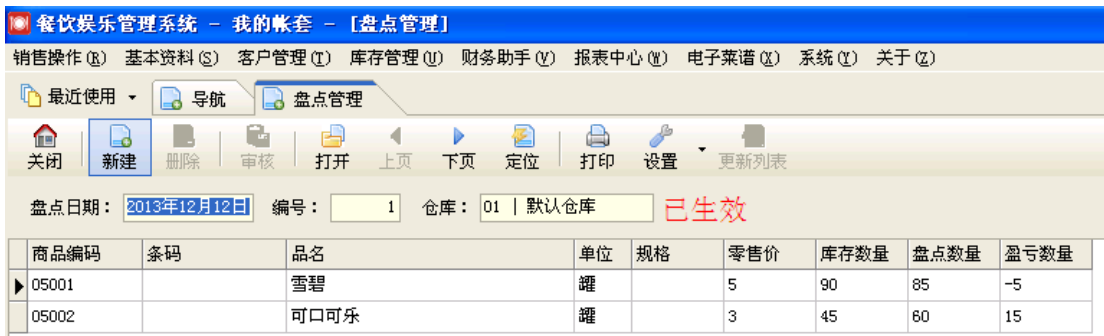 餐饮娱乐管理系统 - 我的帐套 - [盘点管理]
销售操作(R) 基本资料(S) 客户管理(T) 库存管理(U) 财务助手(V) 报表中心(W) 电子菜谱(X) 系统(Y) 关于(Z)
最近使用 导航 盘点管理
关闭 新建 删除 审核 打开 上页 下页 定位 打印 设置 更新列表
盘点日期: 2013年12月12日 编号: 1 仓库: 01 | 默认仓库 已生效
商品编码 条码 品名 单位 规格 零售价 库存数量 盘点数量 盈亏数量
05001 雪碧 罐 5 90 85 -5
05002 可口可乐 罐 3 45 60 15